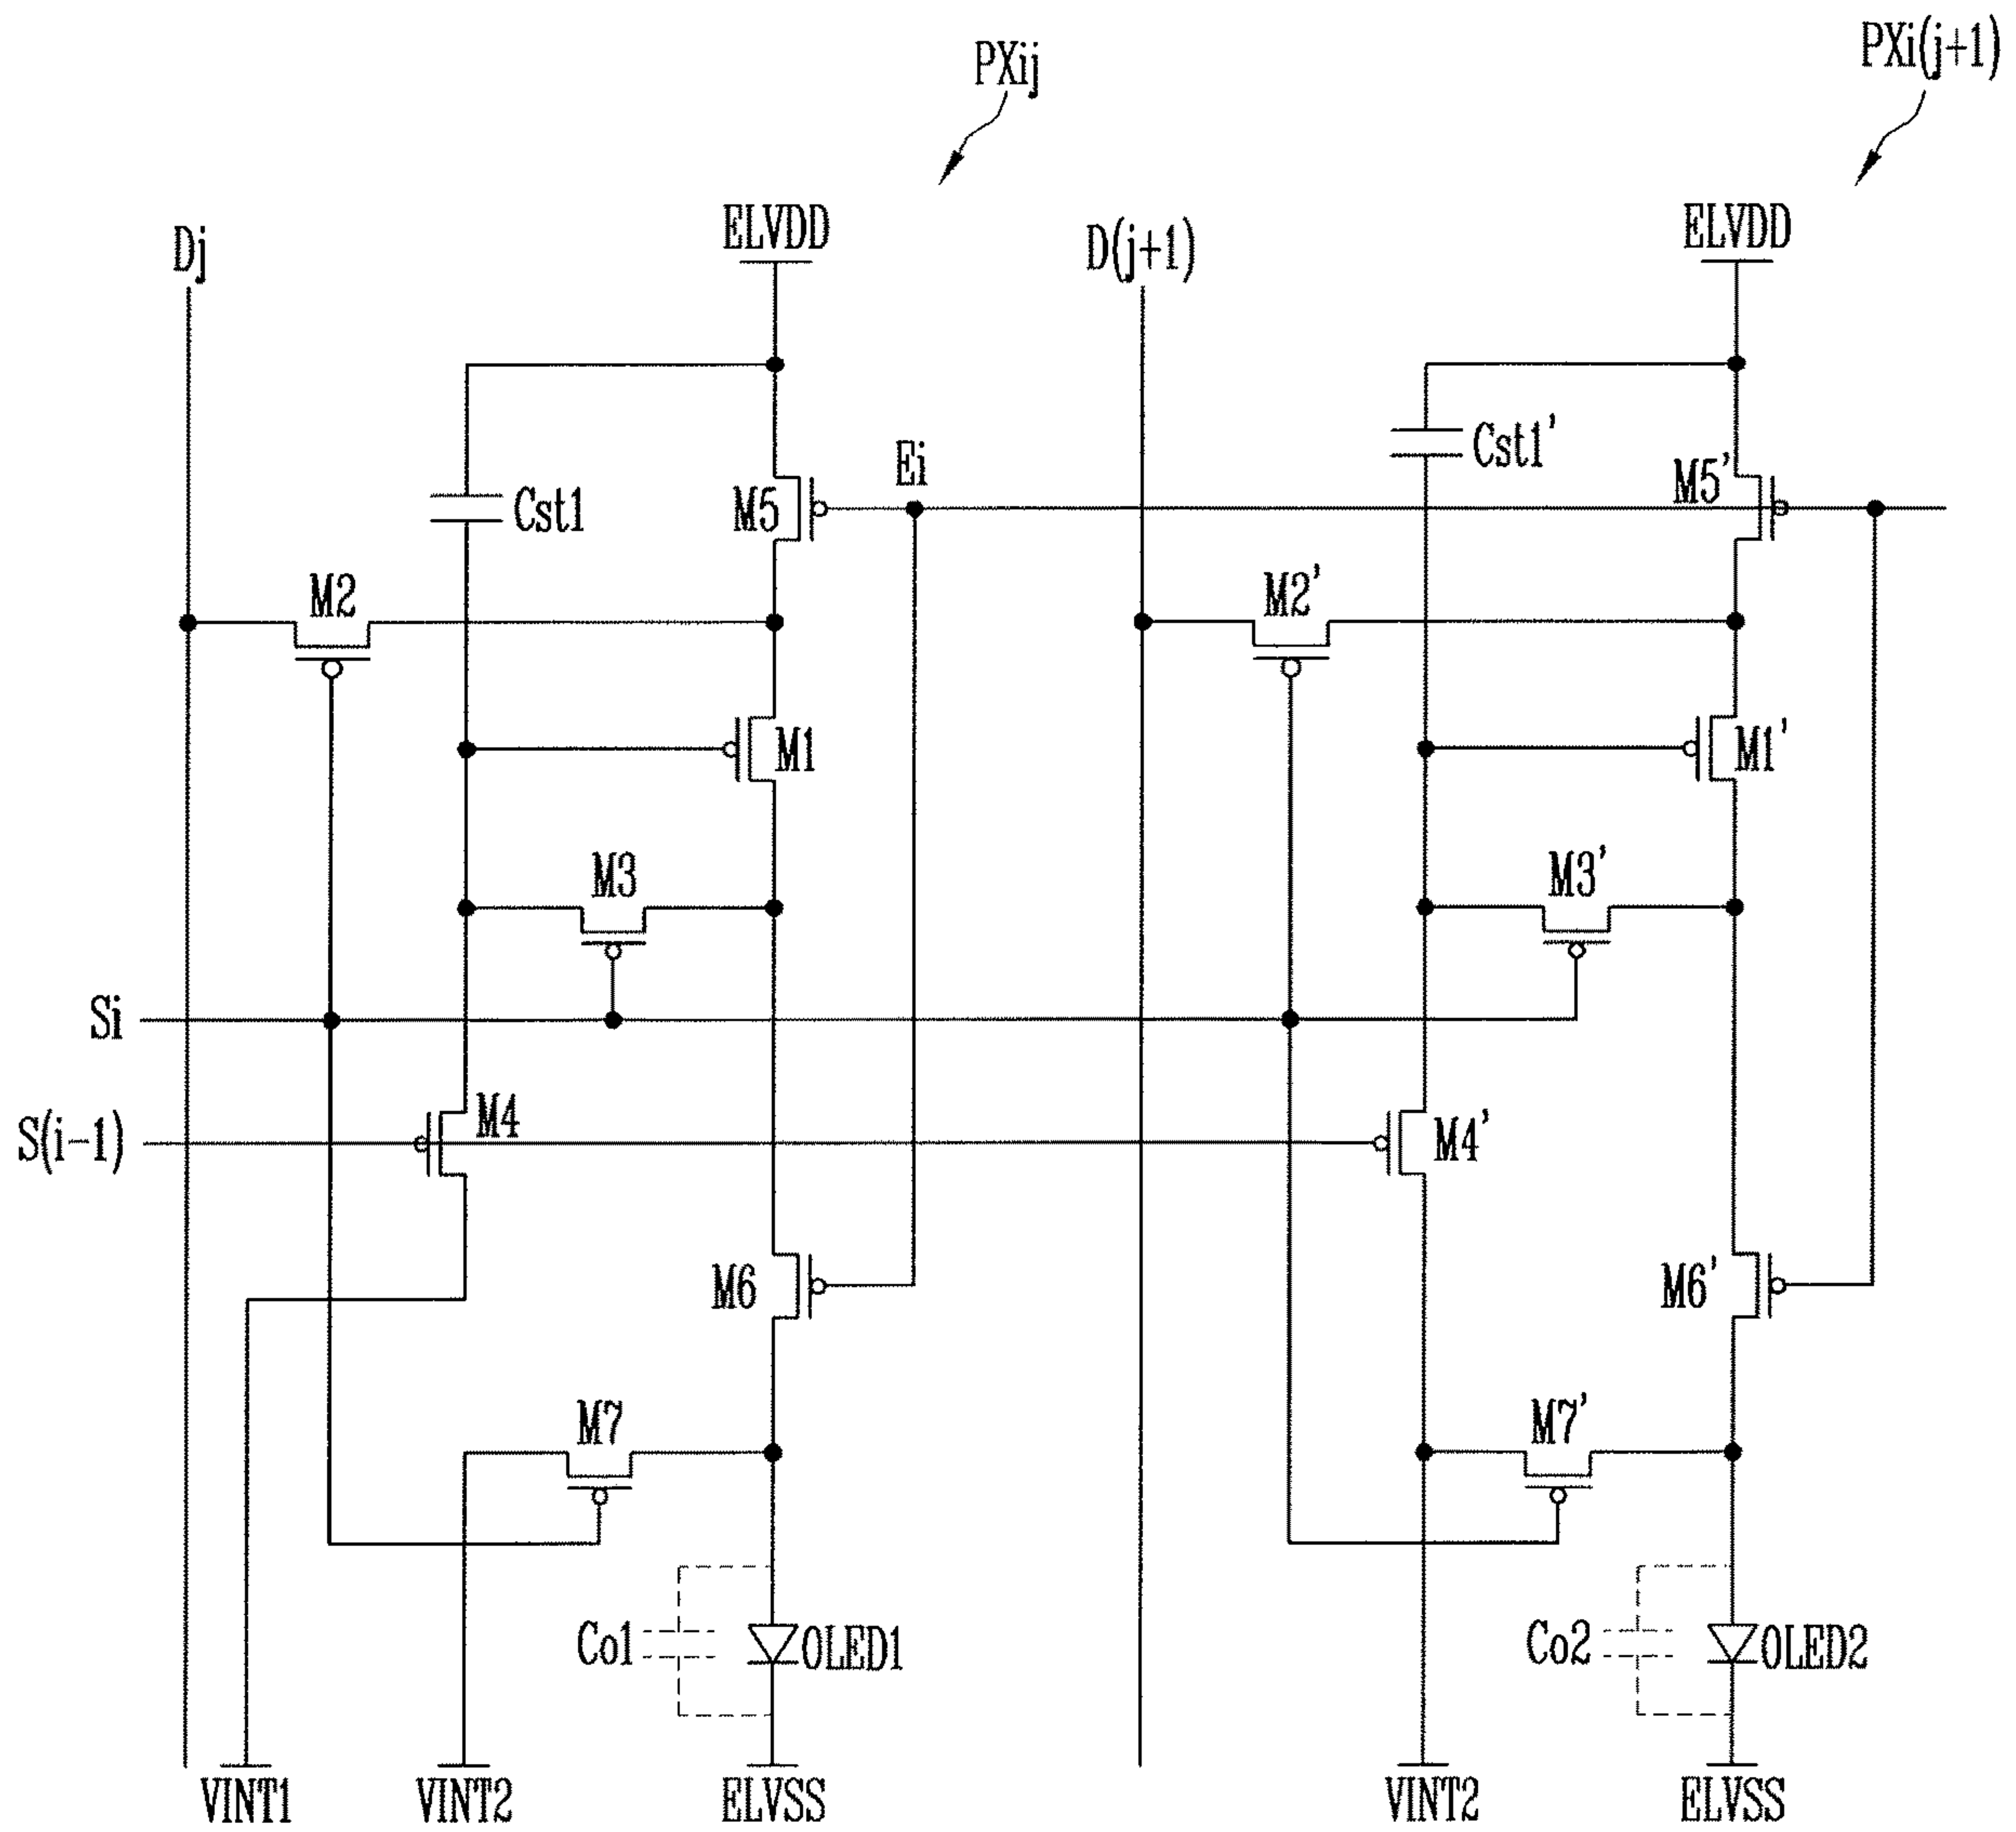 PXij
PXi(j+1)
Dj
ELVDD
D(j+1)
ELVDD
Cst1
M5
Ei
Cst1'
M5'
M2
M2'
M1
M1'
M3
M3'
Si
S(i-1)
M4
M4'
M6
M6'
M7
M7'
Co1
OLED1
Co2
OLED2
VINT1
VINT2
ELVSS
VINT2
ELVSS